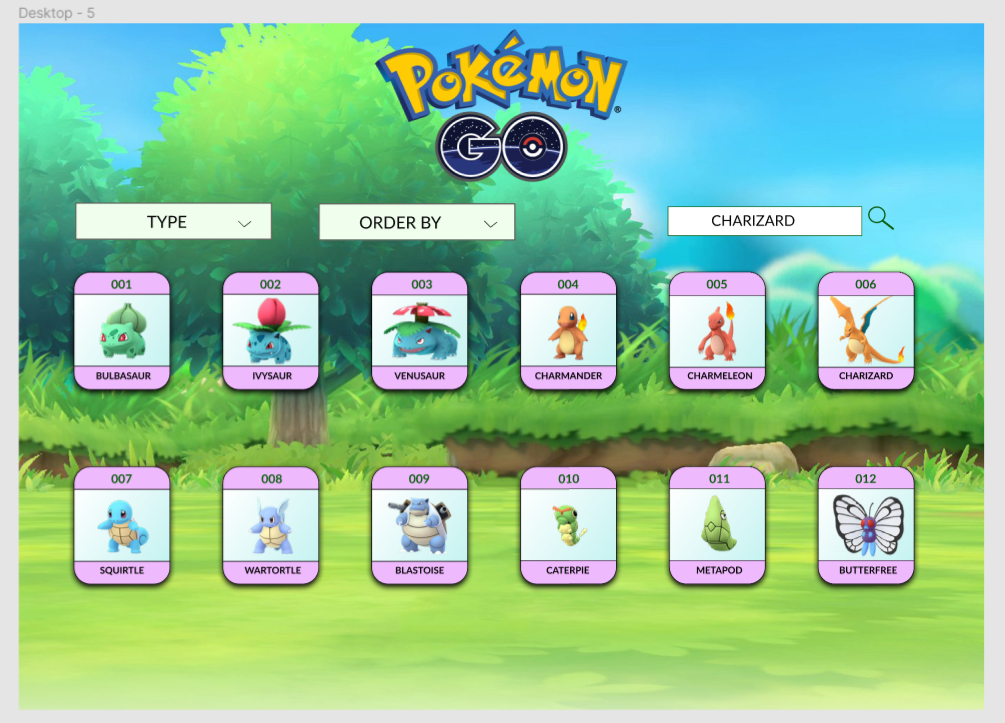 Desktop - 5
POKéMON
GO
TYPE
ORDER BY
CHARIZARD
001
002
003
004
005
006
BULBASAUR
IVYSAUR
VENUSAUR
CHARMANDER
CHARMELEON
CHARIZARD
007
008
009
010
011
012
SQUIRTLE
WARTORTLE
BLASTOISE
CATERPIE
METAPOD
BUTTERFREE